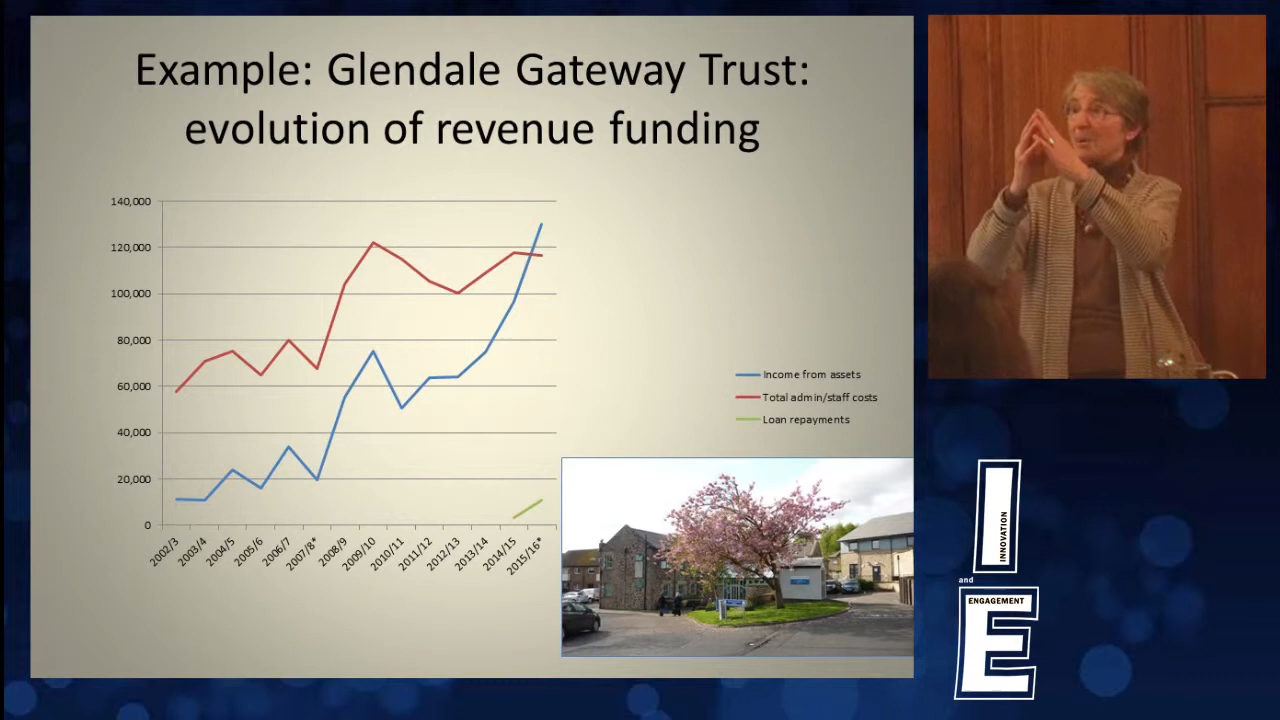 Example: Glendale Gateway Trust:
evolution of revenue funding
140,000
120,000
100,000
80,000
60,000
40,000
20,000
0
2002/3
2003/4
2004/5
2005/6
2006/7
2007/8*
2008/9
2009/10
2010/11
2011/12
2012/13
2013/14
2014/15
2015/16*
Income from assets
Total admin/staff costs
Loan repayments
I
INNOVATION
and
ENGAGEMENT
E